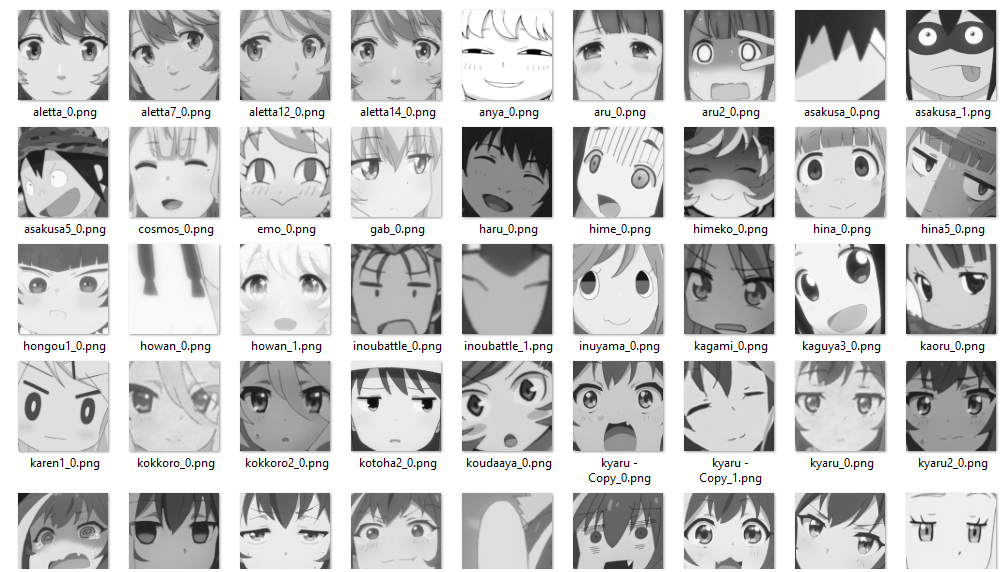 aletta_0.png
aletta7_0.png
aletta12_0.png
aletta14_0.png
anya_0.png
aru_0.png
aru2_0.png
asakusa_0.png
asakusa_1.png
asakusa5_0.png
cosmos_0.png
emo_0.png
gab_0.png
haru_0.png
hime_0.png
himeko_0.png
hina_0.png
hina5_0.png
hongou1_0.png
howan_0.png
howan_1.png
inoubattle_0.png
inoubattle_1.png
inuyama_0.png
kagami_0.png
kaguya3_0.png
kaoru_0.png
karen1_0.png
kokkoro_0.png
kokkoro2_0.png
kotoha2_0.png
koudaaya_0.png
kyaru -
Copy_0.png
kyaru -
Copy_1.png
kyaru_0.png
kyaru2_0.png